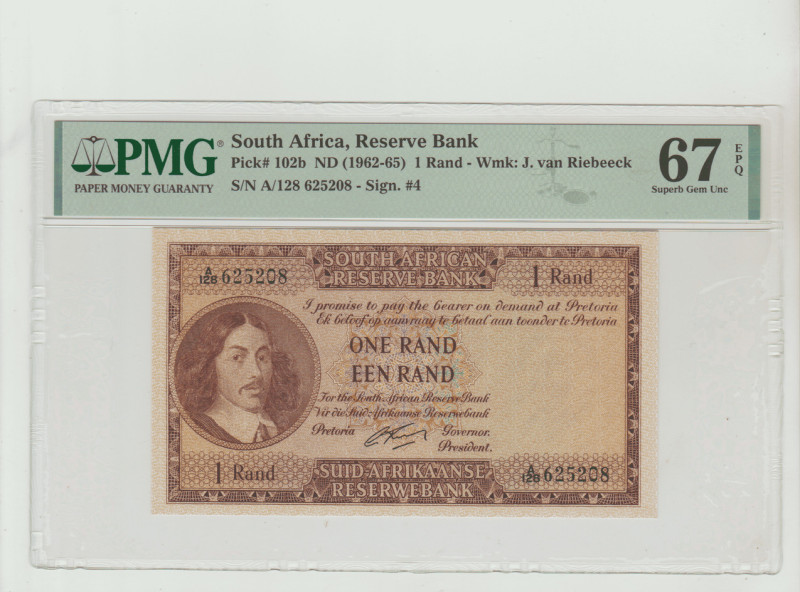 PMG®
PAPER MONEY GUARANTY
South Africa, Reserve Bank
Pick# 102b ND (1962-65) 1 Rand - Wmk: J. van Riebeeck
S/N A/128 625208 - Sign. #4
67 EPQ
Superb Gem Unc
A/128 625208
SOUTH AFRICAN
RESERVE BANK
1 Rand
I promise to pay the bearer on demand at Pretoria
Ek beloof op aanvraag te betaal aan toonder te Pretoria
ONE RAND
EEN RAND
For the South African Reserve Bank
Vir die Suid-Afrikaanse Reserwebank
Pretoria
Governor.
President.
1 Rand
SUID-AFRIKAANSE
RESERWEBANK
A/128 625208